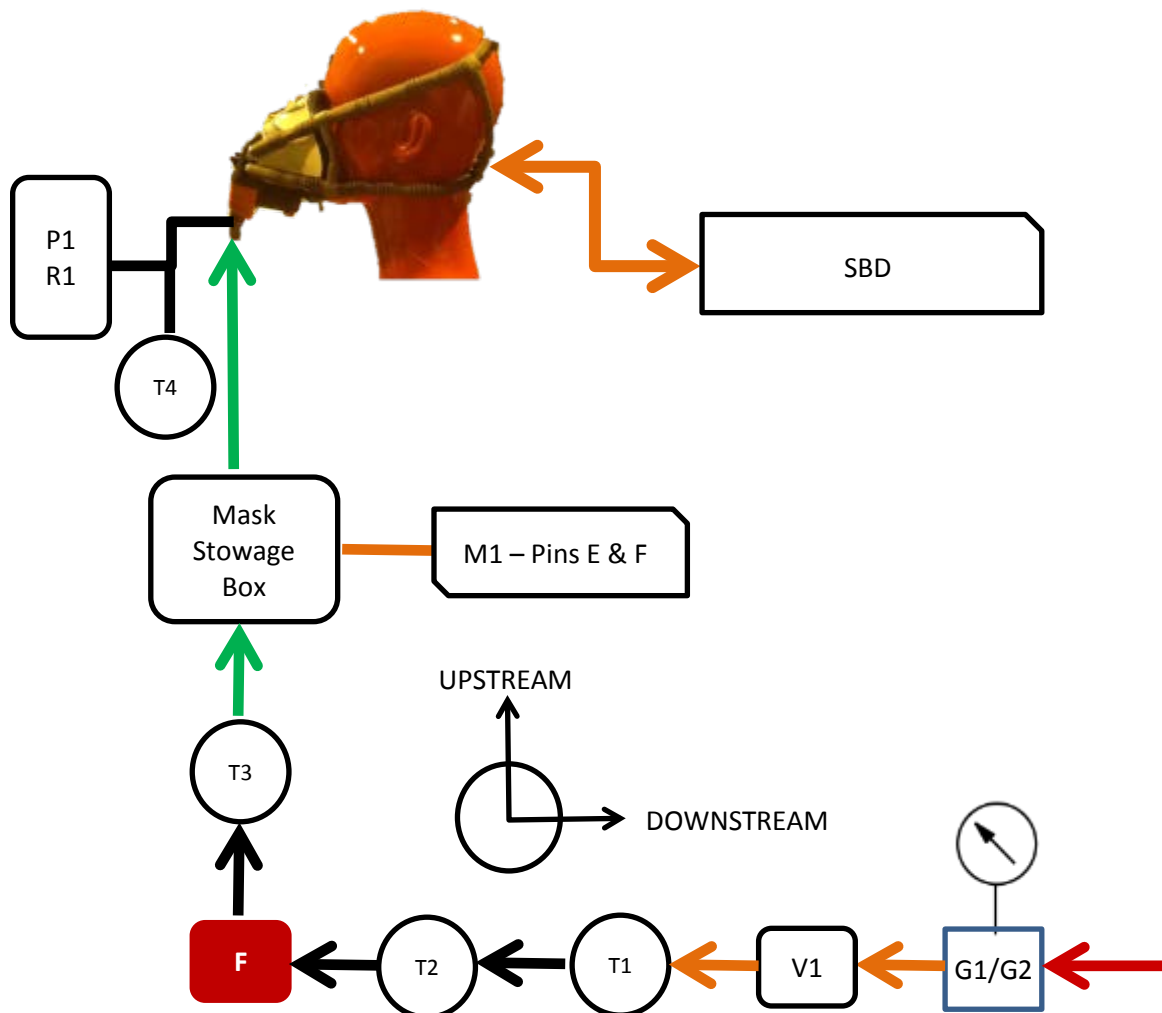 P1
R1
SBD
T4
Mask
Stowage
Box
M1 – Pins E & F
UPSTREAM
T3
DOWNSTREAM
F
T2
T1
V1
G1/G2